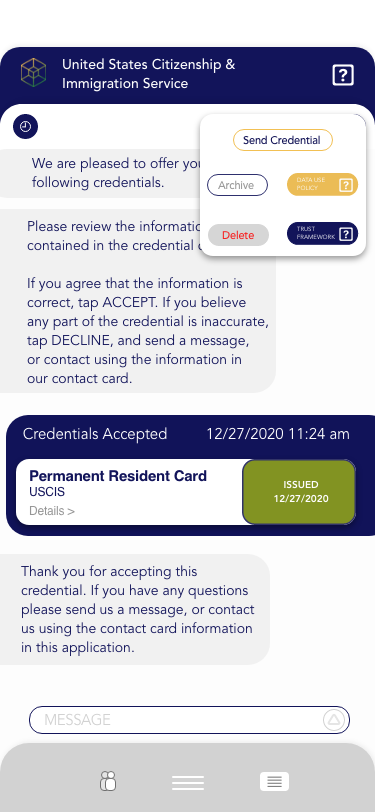 United States Citizenship &
Immigration Service
?
Send Credential
Archive
DATA USE
POLICY
?
Delete
TRUST
FRAMEWORK
?
We are pleased to offer you
following credentials.
Please review the informatio
contained in the credential
If you agree that the information is
correct, tap ACCEPT. If you believe
any part of the credential is inaccurate,
tap DECLINE, and send a message,
or contact using the information in
our contact card.
Credentials Accepted 12/27/2020 11:24 am
Permanent Resident Card
USCIS
Details >
ISSUED
12/27/2020
Thank you for accepting this
credential. If you have any questions
please send us a message, or contact
us using the contact card information
in this application.
MESSAGE